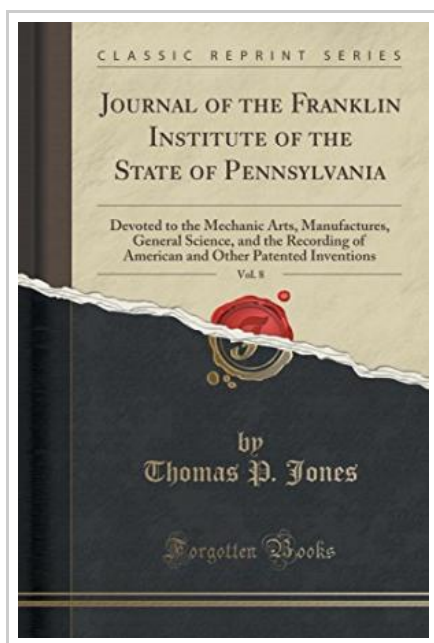 CLASSIC REPRINT SERIES
JOURNAL OF THE FRANKLIN
INSTITUTE OF THE
STATE OF PENNSYLVANIA
Devoted to the Mechanic Arts, Manufactures,
General Science, and the Recording of
American and Other Patented Inventions
Vol. 8
by
Thomas P. Jones
Forgotten Books